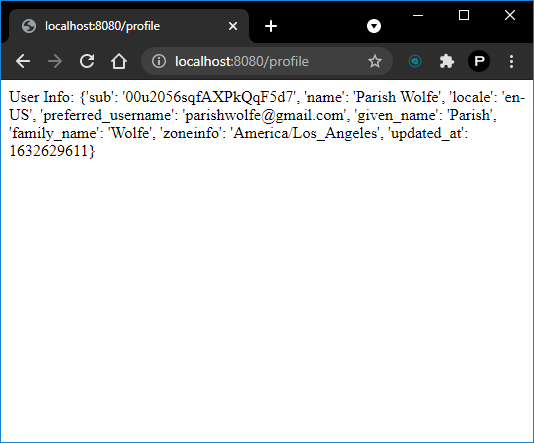 localhost:8080/profile
localhost:8080/profile
P
User Info: {'sub': '00u2056sqfAXPkQqF5d7', 'name': 'Parish Wolfe', 'locale': 'en-
US', 'preferred_username': 'parishwolfe@gmail.com', 'given_name': 'Parish',
'family_name': 'Wolfe', 'zoneinfo': 'America/Los_Angeles', 'updated_at':
1632629611}